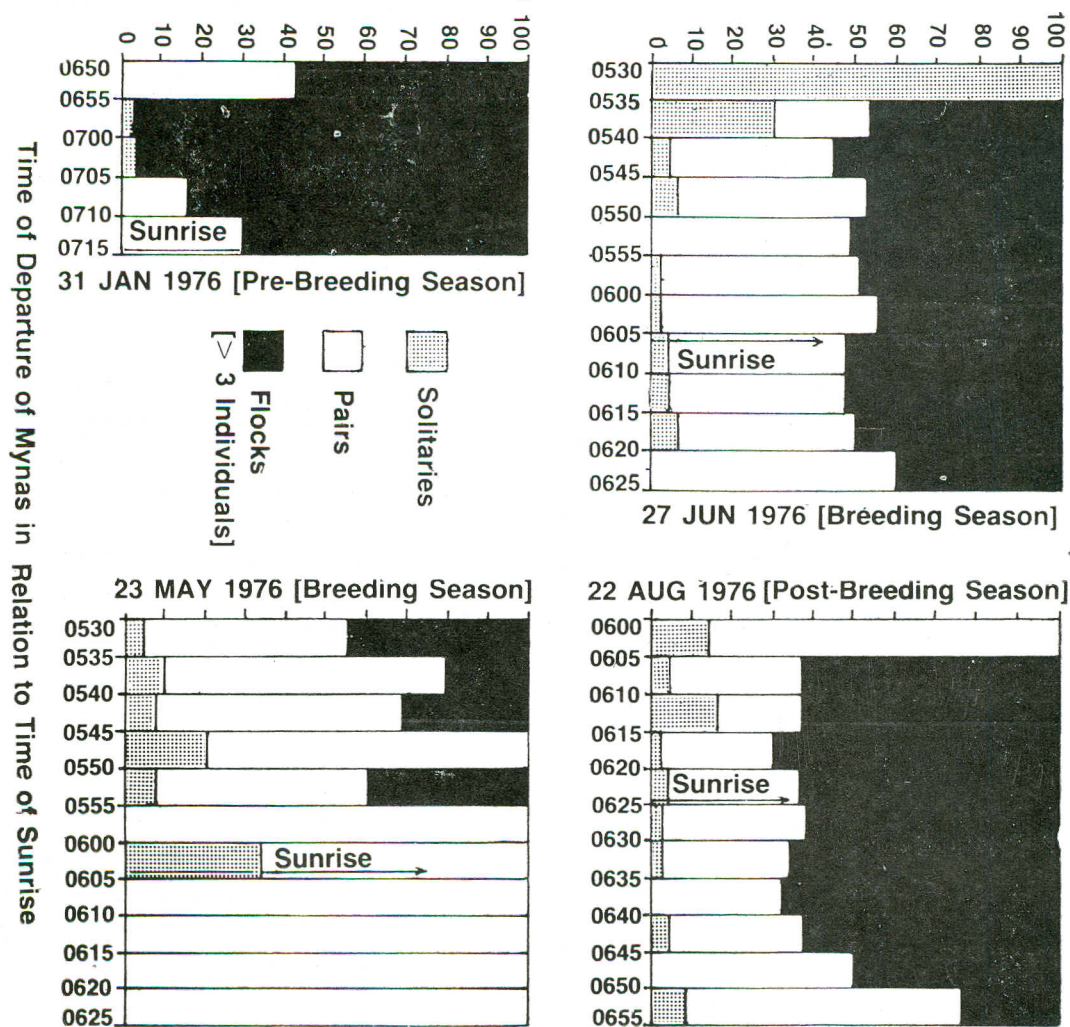 0 10 20 30 40 50 60 70 80 90 100
0650
0655
0700
0705
0710
0715
Sunrise
31 JAN 1976 [Pre-Breeding Season]
0 10 20 30 40 50 60 70 80 90 100
0530
0535
0540
0545
0550
0555
0600
0605
0610
0615
0620
0625
Sunrise
27 JUN 1976 [Breeding Season]
Solitaries
Pairs
Flocks
[> 3 Individuals]
23 MAY 1976 [Breeding Season]
0530
0535
0540
0545
0550
0555
0600
0605
0610
0615
0620
0625
Sunrise
22 AUG 1976 [Post-Breeding Season]
0600
0605
0610
0615
0620
0625
0630
0635
0640
0645
0650
0655
Sunrise
Time of Departure of Mynas in Relation to Time of Sunrise